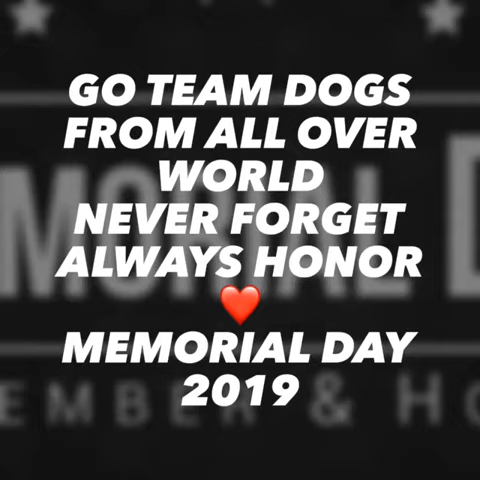 GO TEAM DOGS
FROM ALL OVER
WORLD
NEVER FORGET
ALWAYS HONOR
❤️
MEMORIAL DAY
2019